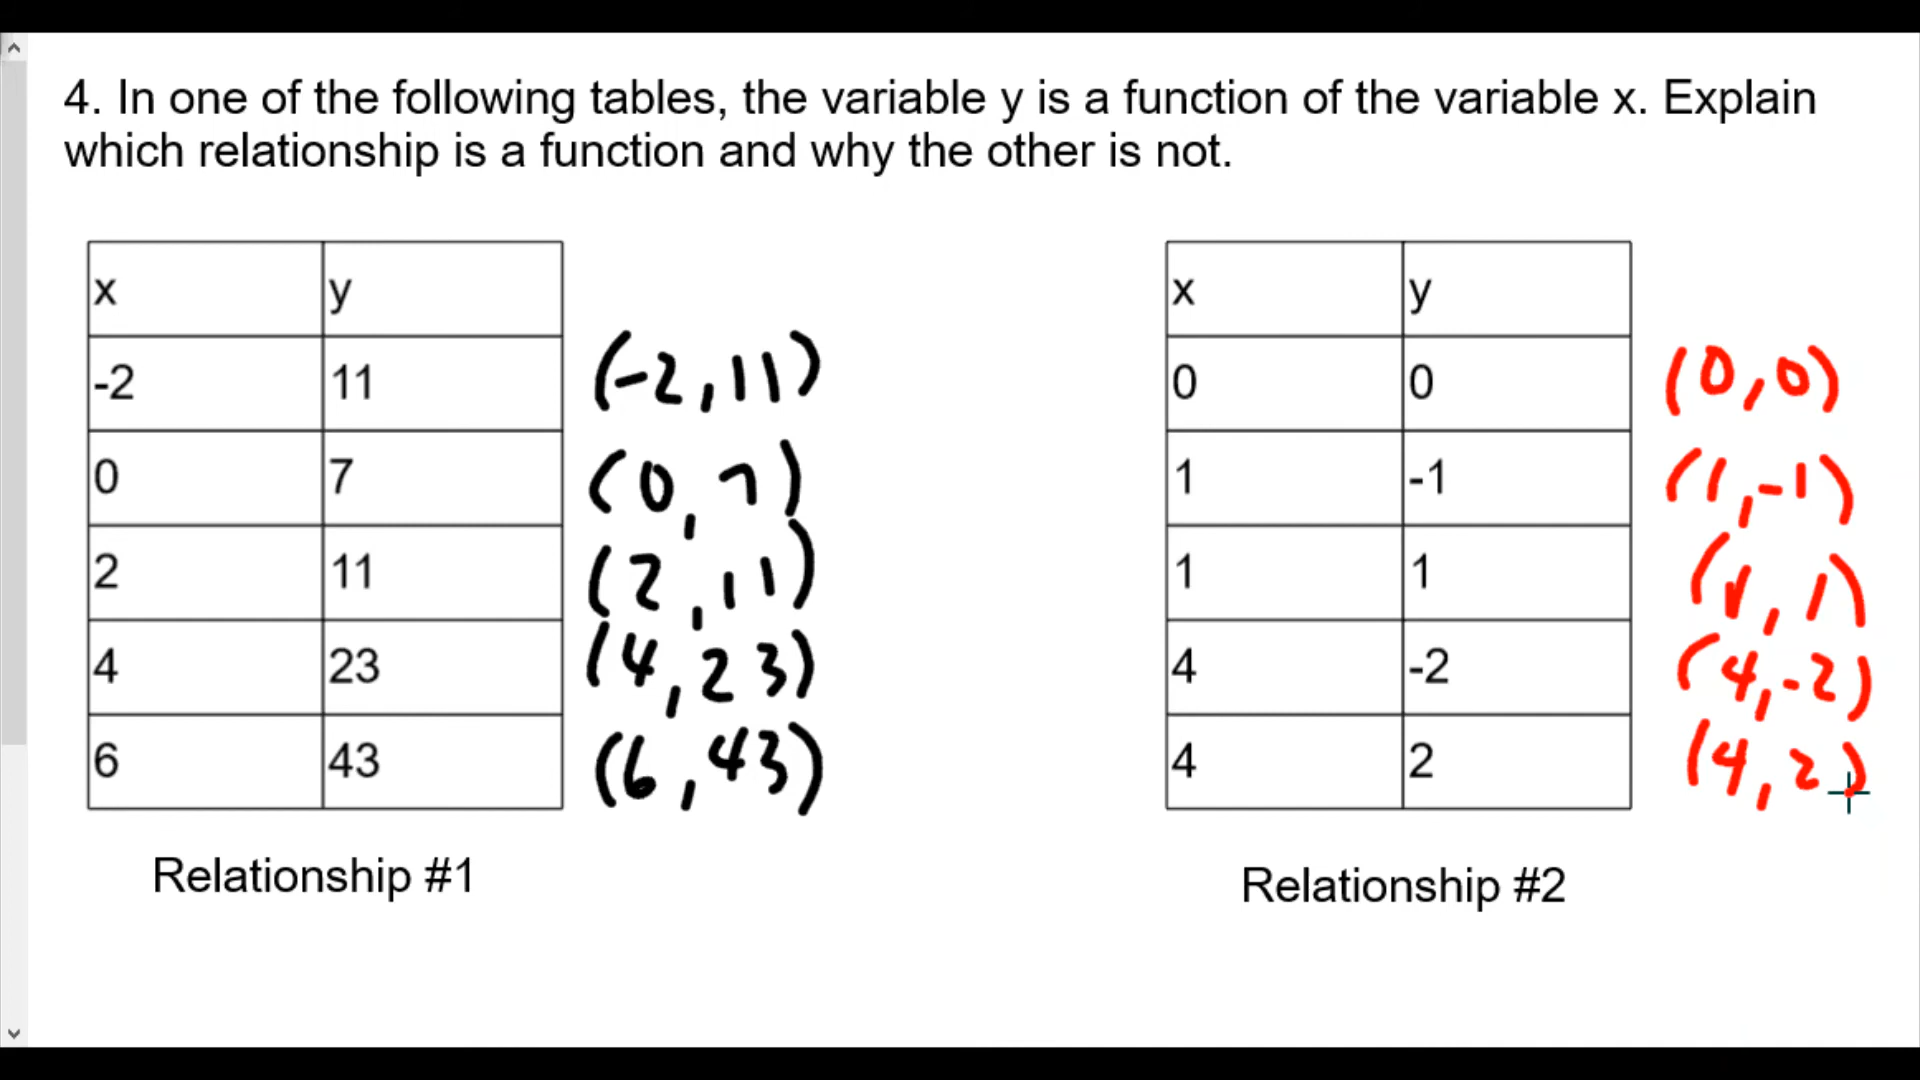 4. In one of the following tables, the variable y is a function of the variable x. Explain
which relationship is a function and why the other is not.
x y
-2 11 (-2, 11)
0 7 (0, 7)
2 11 (2, 11)
4 23 (4, 23)
6 43 (6, 43)
Relationship #1
x y
0 0 (0, 0)
1 -1 (1, -1)
1 1 (1, 1)
4 -2 (4, -2)
4 2 (4, 2)
Relationship #2